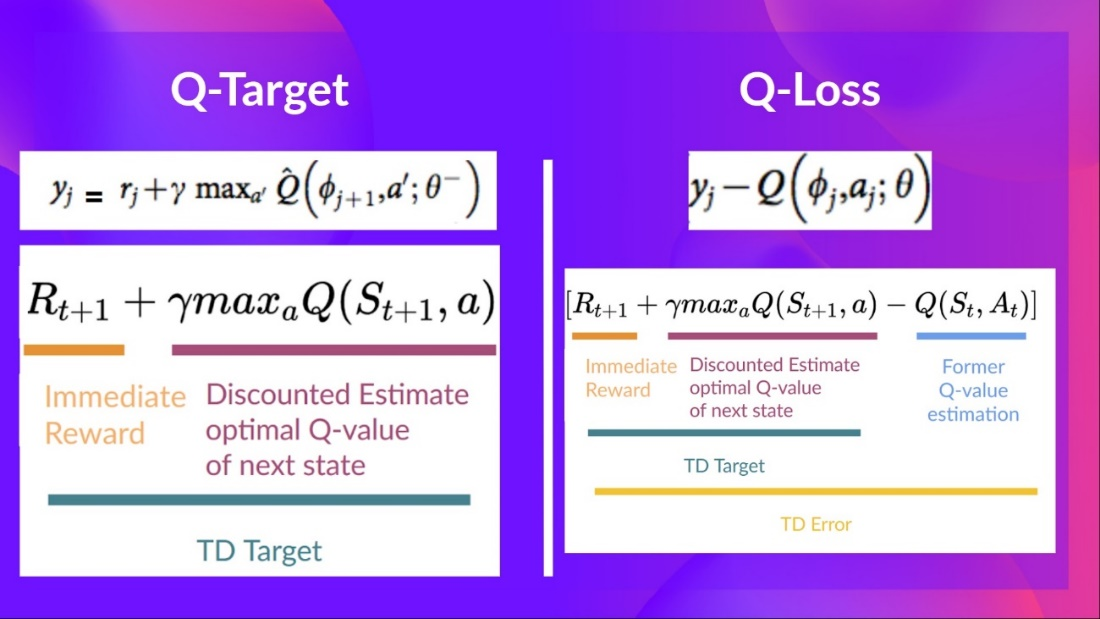 Q-Target
y_j = r_j + γ max_a′ Q̂(ϕ_{j+1}, a′; θ⁻)
R_{t+1} + γmax_aQ(S_{t+1}, a)
Immediate
Reward
Discounted Estimate
optimal Q-value
of next state
TD Target
Q-Loss
y_j − Q(ϕ_j, a_j; θ)
[R_{t+1} + γmax_aQ(S_{t+1}, a) − Q(S_t, A_t)]
Immediate
Reward
Discounted Estimate
optimal Q-value
of next state
Former
Q-value
estimation
TD Target
TD Error